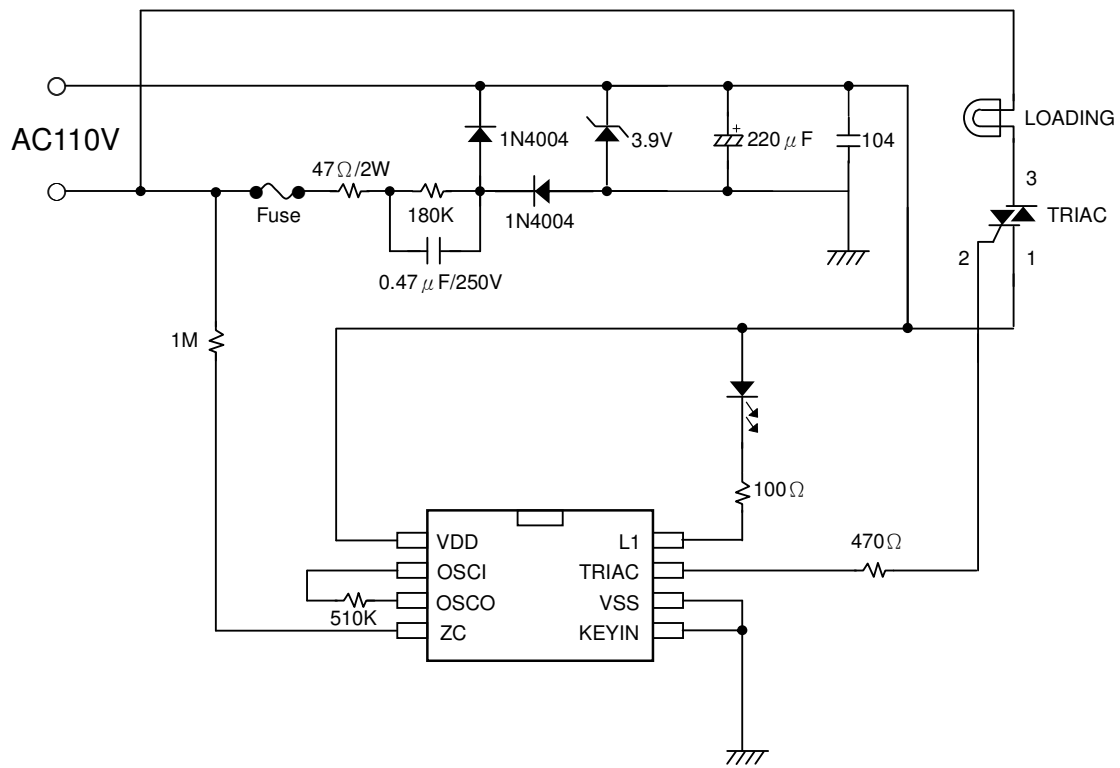 LOADING
AC110V
1N4004
3.9V
+
220μF
104
47Ω/2W
Fuse
180K
1N4004
0.47μF/250V
3
TRIAC
2
1
1M
100Ω
470Ω
VDD
L1
OSCI
TRIAC
510K
OSCO
VSS
ZC
KEYIN